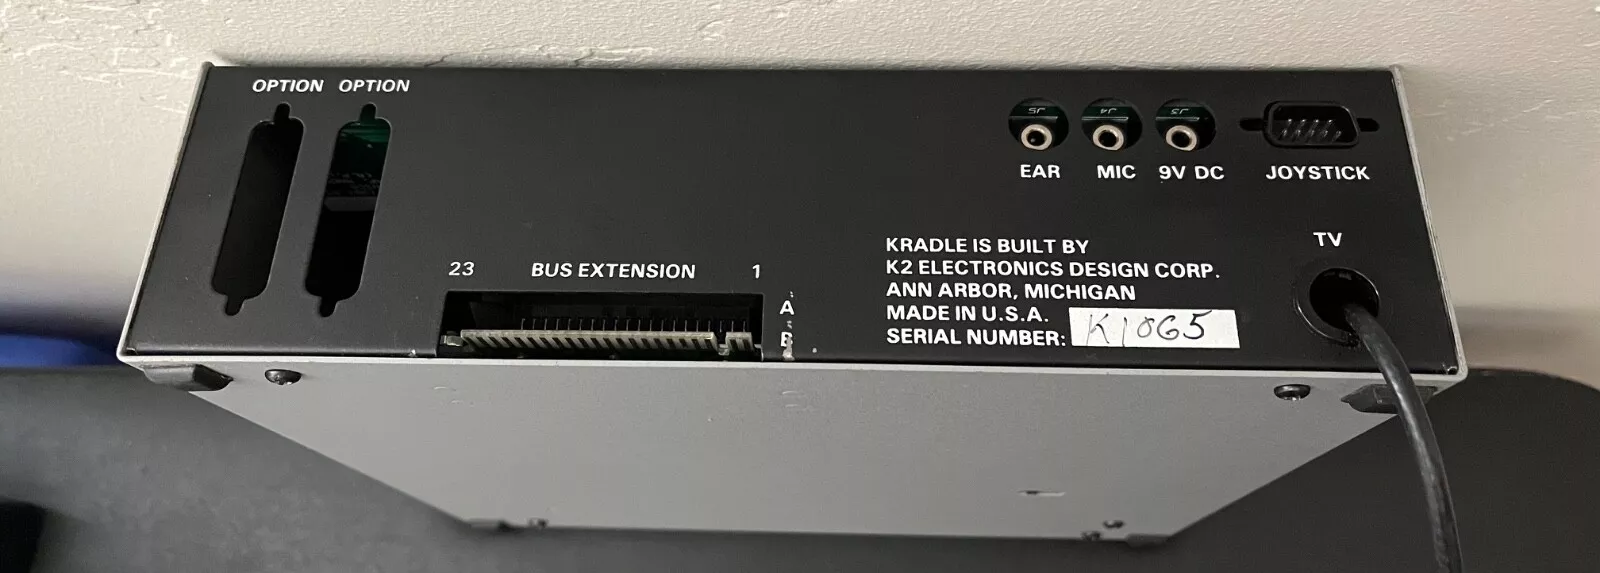 OPTION OPTION
J5 J4 J3
EAR MIC 9V DC JOYSTICK
TV
23 BUS EXTENSION 1
A
B
KRADLE IS BUILT BY
K2 ELECTRONICS DESIGN CORP.
ANN ARBOR, MICHIGAN
MADE IN U.S.A.
SERIAL NUMBER: K1065